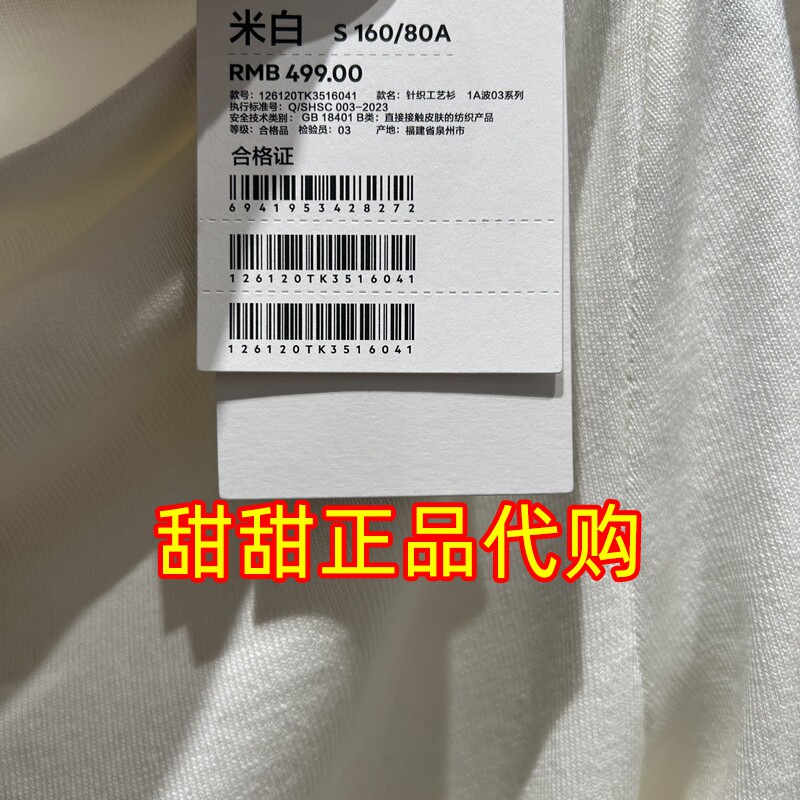 米白 S 160/80A
RMB 499.00
款号：126120TK3516041 款名：针织工艺衫 1A波03系列
执行标准号：Q/SHSC 003-2023
安全技术类别： GB 18401 B类：直接接触皮肤的纺织产品
等级：合格品 检验员：03 产地：福建省泉州市
合格证
6941953428272
126120TK3516041
126120TK3516041
甜甜正品代购